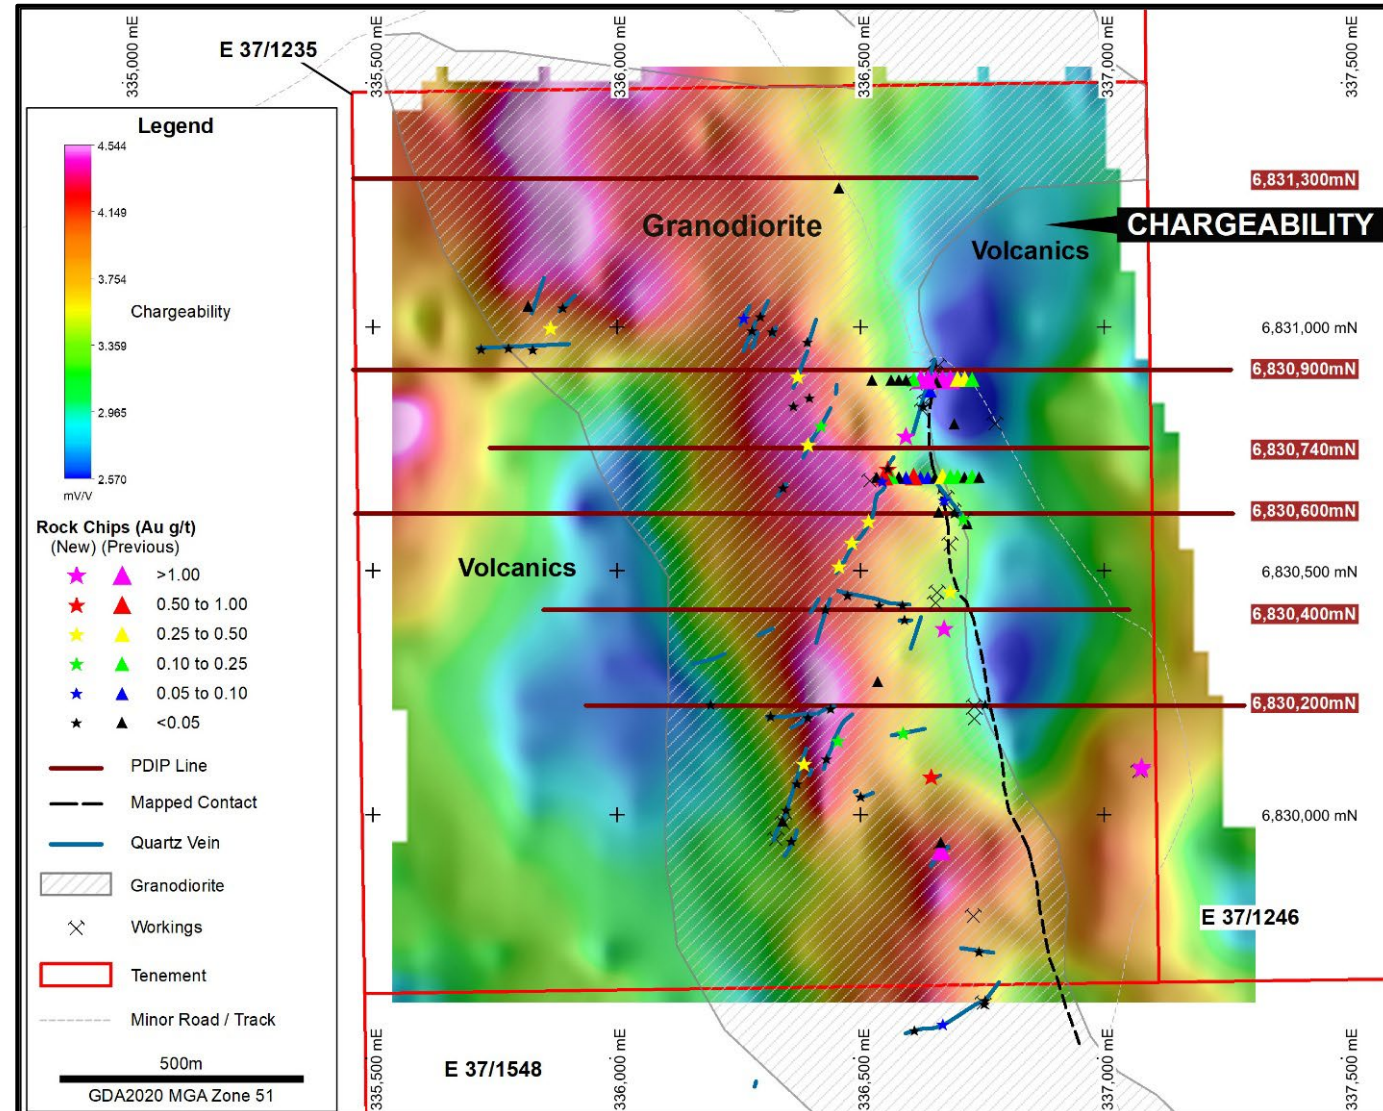 335,000 mE
335,500 mE
336,000 mE
336,500 mE
337,000 mE
337,500 mE
E 37/1235
Legend
4.544
4.149
3.754
3.359
2.965
2.570
mV/V
Chargeability
Rock Chips (Au g/t)
(New) (Previous)
>1.00
0.50 to 1.00
0.25 to 0.50
0.10 to 0.25
0.05 to 0.10
<0.05
PDIP Line
Mapped Contact
Quartz Vein
Granodiorite
Workings
Tenement
Minor Road / Track
500m
GDA2020 MGA Zone 51
6,831,300mN
CHARGEABILITY
Granodiorite
Volcanics
6,831,000 mN
6,830,900mN
6,830,740mN
6,830,600mN
Volcanics
6,830,500 mN
6,830,400mN
6,830,200mN
6,830,000 mN
E 37/1246
E 37/1548
335,500 mE
336,000 mE
336,500 mE
337,000 mE
337,500 mE